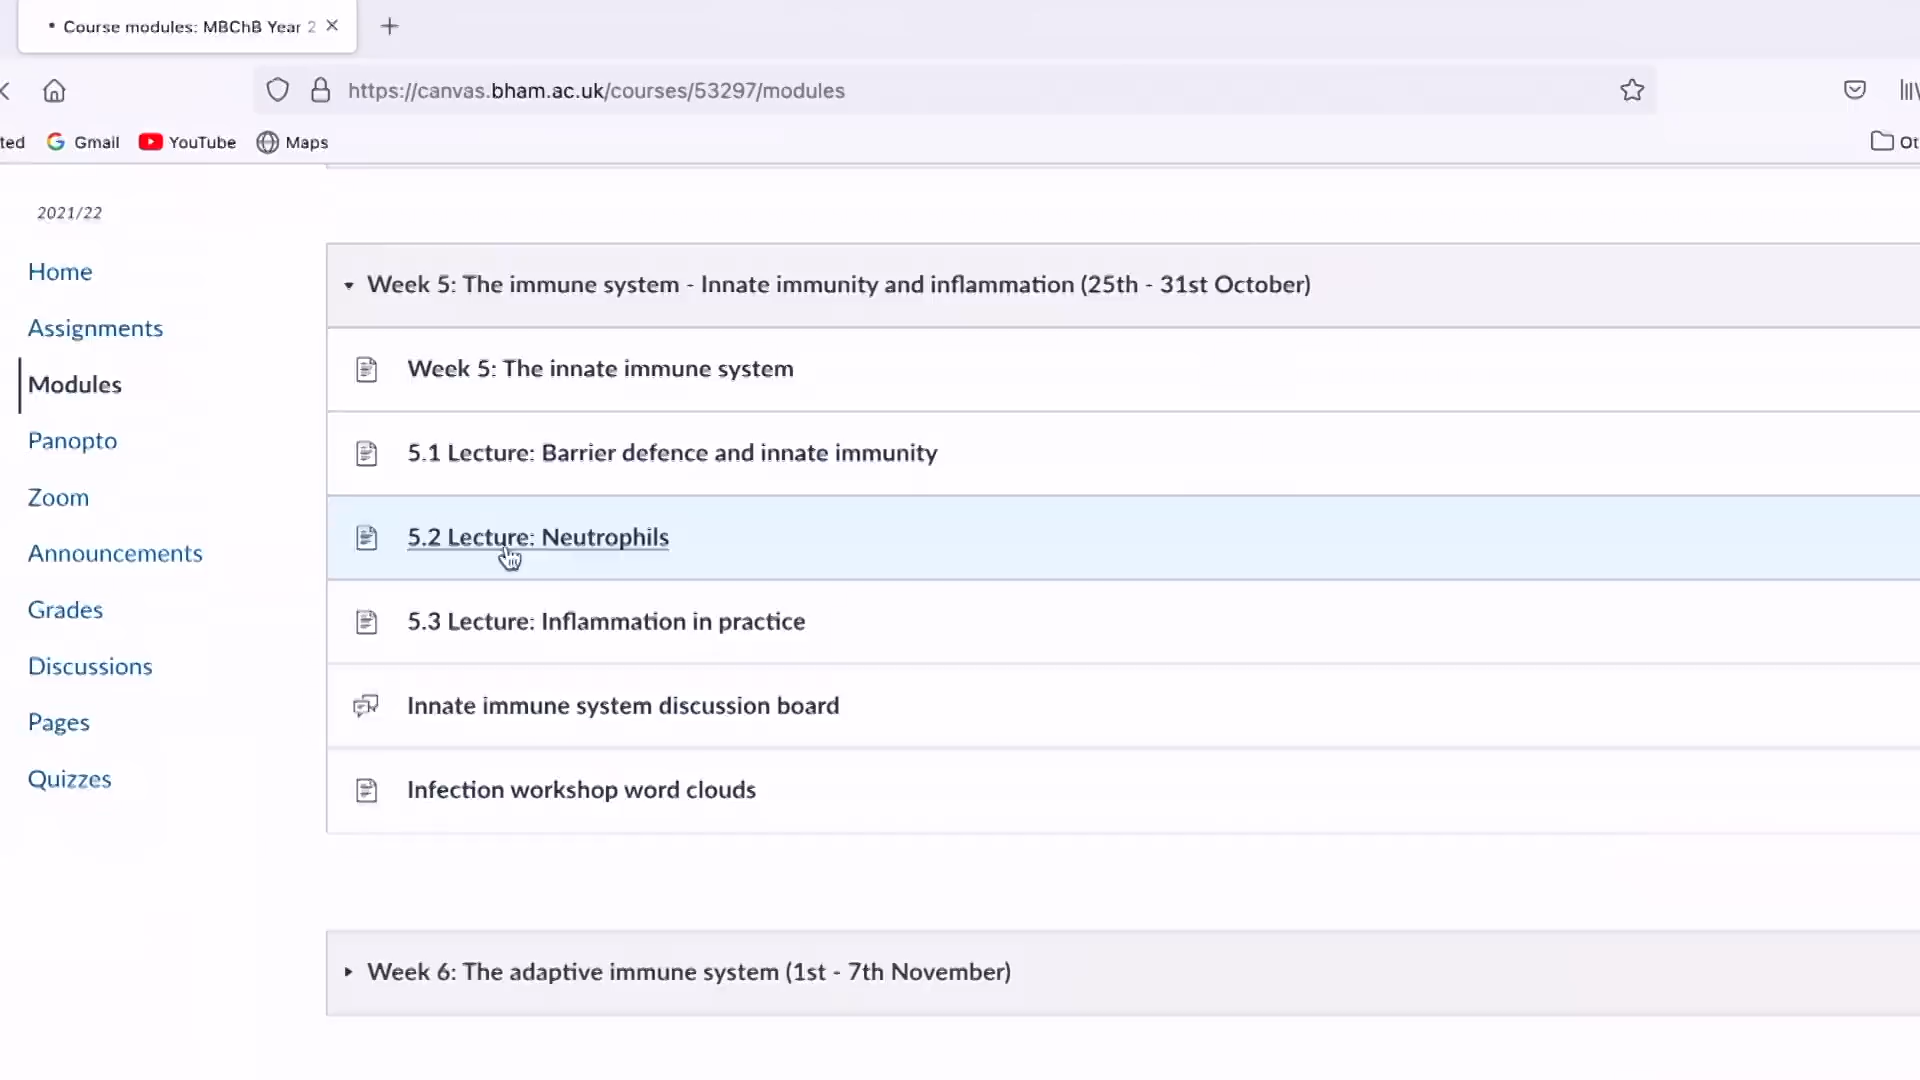 Course modules: MBChB Year 2
https://canvas.bham.ac.uk/courses/53297/modules
ted
Gmail
YouTube
Maps
Ot
2021/22
Home
Assignments
Modules
Panopto
Zoom
Announcements
Grades
Discussions
Pages
Quizzes
Week 5: The immune system - Innate immunity and inflammation (25th - 31st October)
Week 5: The innate immune system
5.1 Lecture: Barrier defence and innate immunity
5.2 Lecture: Neutrophils
5.3 Lecture: Inflammation in practice
Innate immune system discussion board
Infection workshop word clouds
Week 6: The adaptive immune system (1st - 7th November)